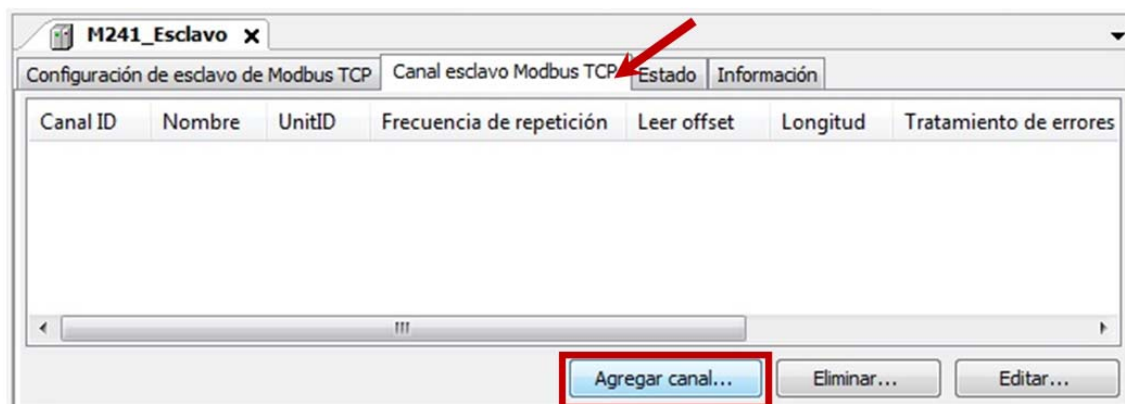 M241_Esclavo X
Configuración de esclavo de Modbus TCP Canal esclavo Modbus TCP Estado Información
Canal ID Nombre UnitID Frecuencia de repetición Leer offset Longitud Tratamiento de errores
Agregar canal... Eliminar... Editar...